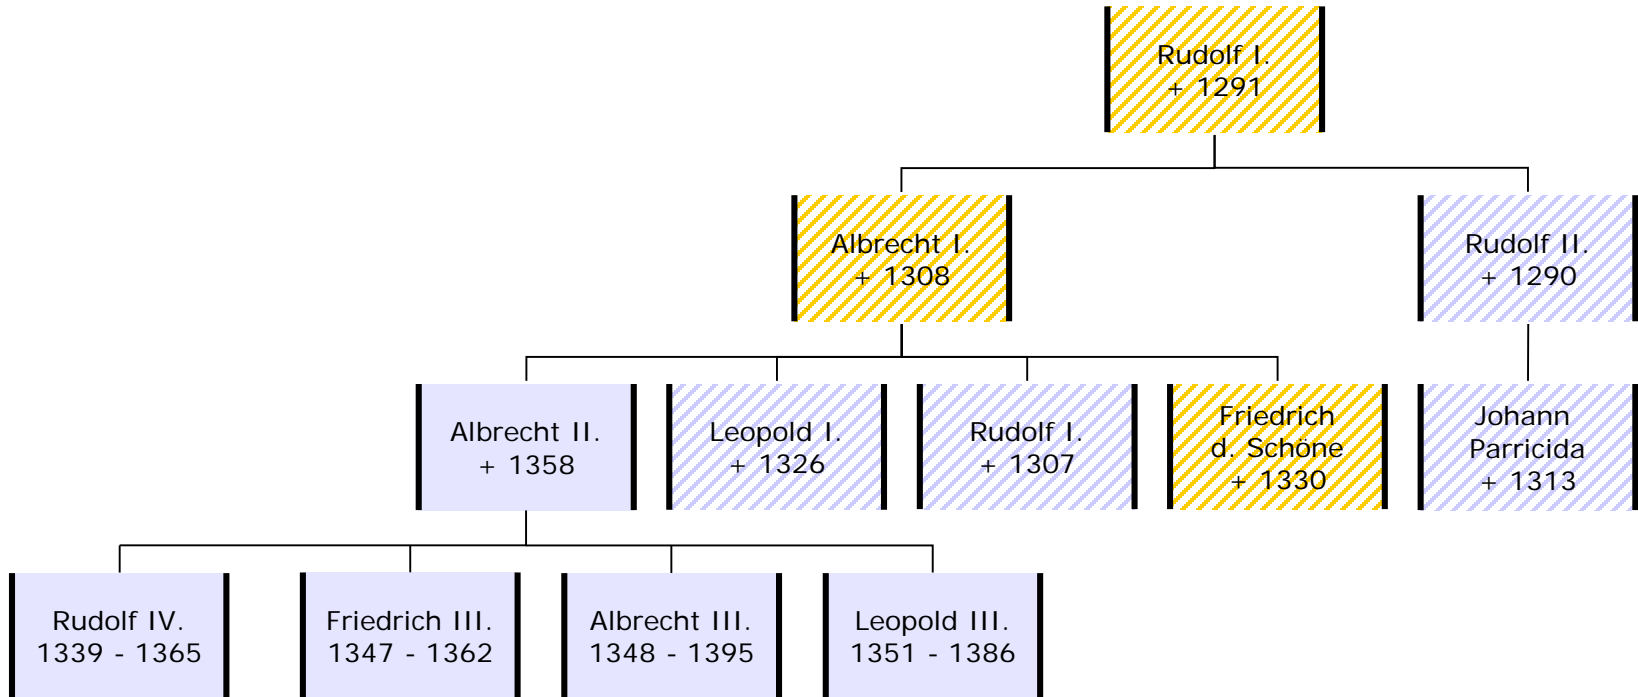 Rudolf I.
+ 1291
Albrecht I.
+ 1308
Rudolf II.
+ 1290
Albrecht II.
+ 1358
Leopold I.
+ 1326
Rudolf I.
+ 1307
Friedrich
d. Schöne
+ 1330
Johann
Parricida
+ 1313
Rudolf IV.
1339 - 1365
Friedrich III.
1347 - 1362
Albrecht III.
1348 - 1395
Leopold III.
1351 - 1386